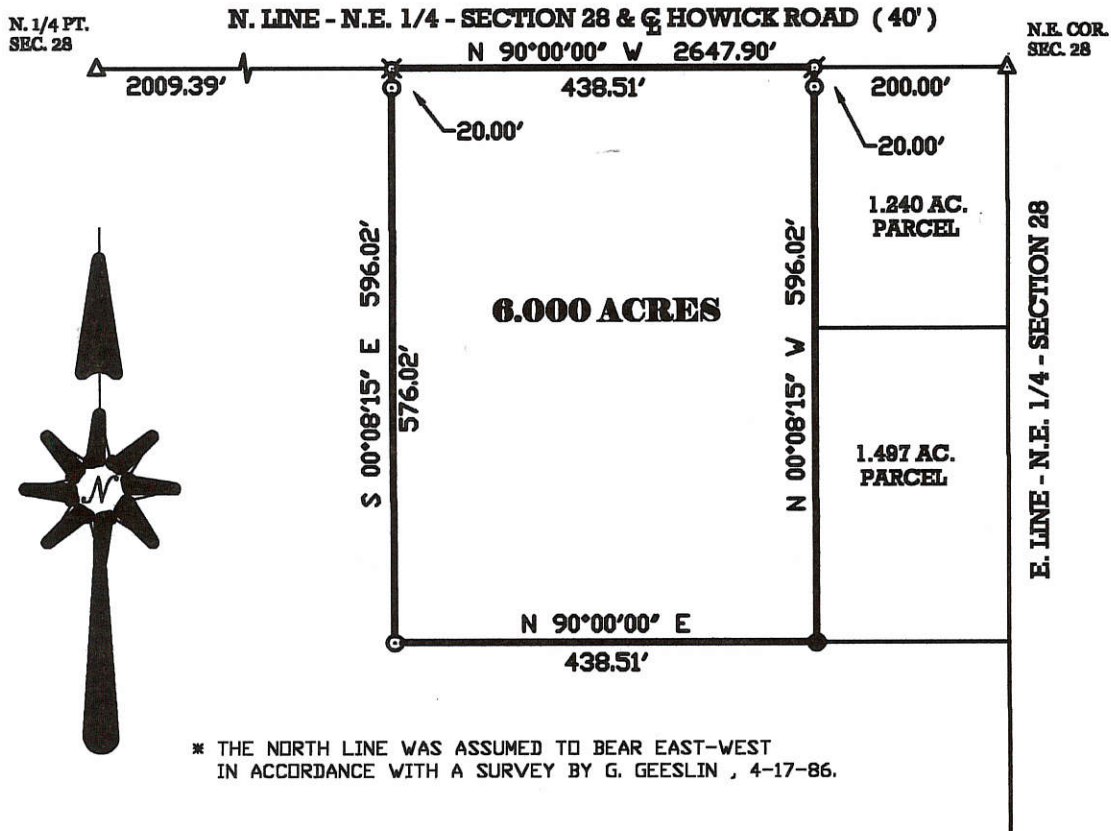 N. LINE - N.E. 1/4 - SECTION 28 & ℄ HOWICK ROAD (40')
N. 1/4 PT.
SEC. 28
N.E. COR.
SEC. 28
N 90°00'00" W 2647.90'
2009.39'
438.51'
200.00'
20.00'
20.00'
1.240 AC.
PARCEL
S 00°08'15" E 596.02'
576.02'
6.000 ACRES
N 00°08'15" W 596.02'
E. LINE - N.E. 1/4 - SECTION 28
1.497 AC.
PARCEL
N
N 90°00'00" E
438.51'
* THE NORTH LINE WAS ASSUMED TO BEAR EAST-WEST
IN ACCORDANCE WITH A SURVEY BY G. GEESLIN , 4-17-86.